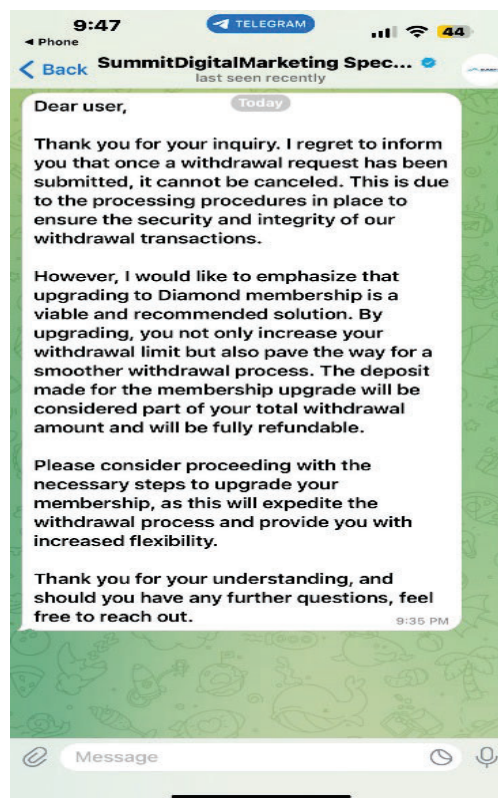 9:47
TELEGRAM
44
Phone
Back
SummitDigitalMarketing Spec...
last seen recently
Today
Dear user,
Thank you for your inquiry. I regret to inform
you that once a withdrawal request has been
submitted, it cannot be canceled. This is due
to the processing procedures in place to
ensure the security and integrity of our
withdrawal transactions.
However, I would like to emphasize that
upgrading to Diamond membership is a
viable and recommended solution. By
upgrading, you not only increase your
withdrawal limit but also pave the way for a
smoother withdrawal process. The deposit
made for the membership upgrade will be
considered part of your total withdrawal
amount and will be fully refundable.
Please consider proceeding with the
necessary steps to upgrade your
membership, as this will expedite the
withdrawal process and provide you with
increased flexibility.
Thank you for your understanding, and
should you have any further questions, feel
free to reach out.
9:35 PM
Message